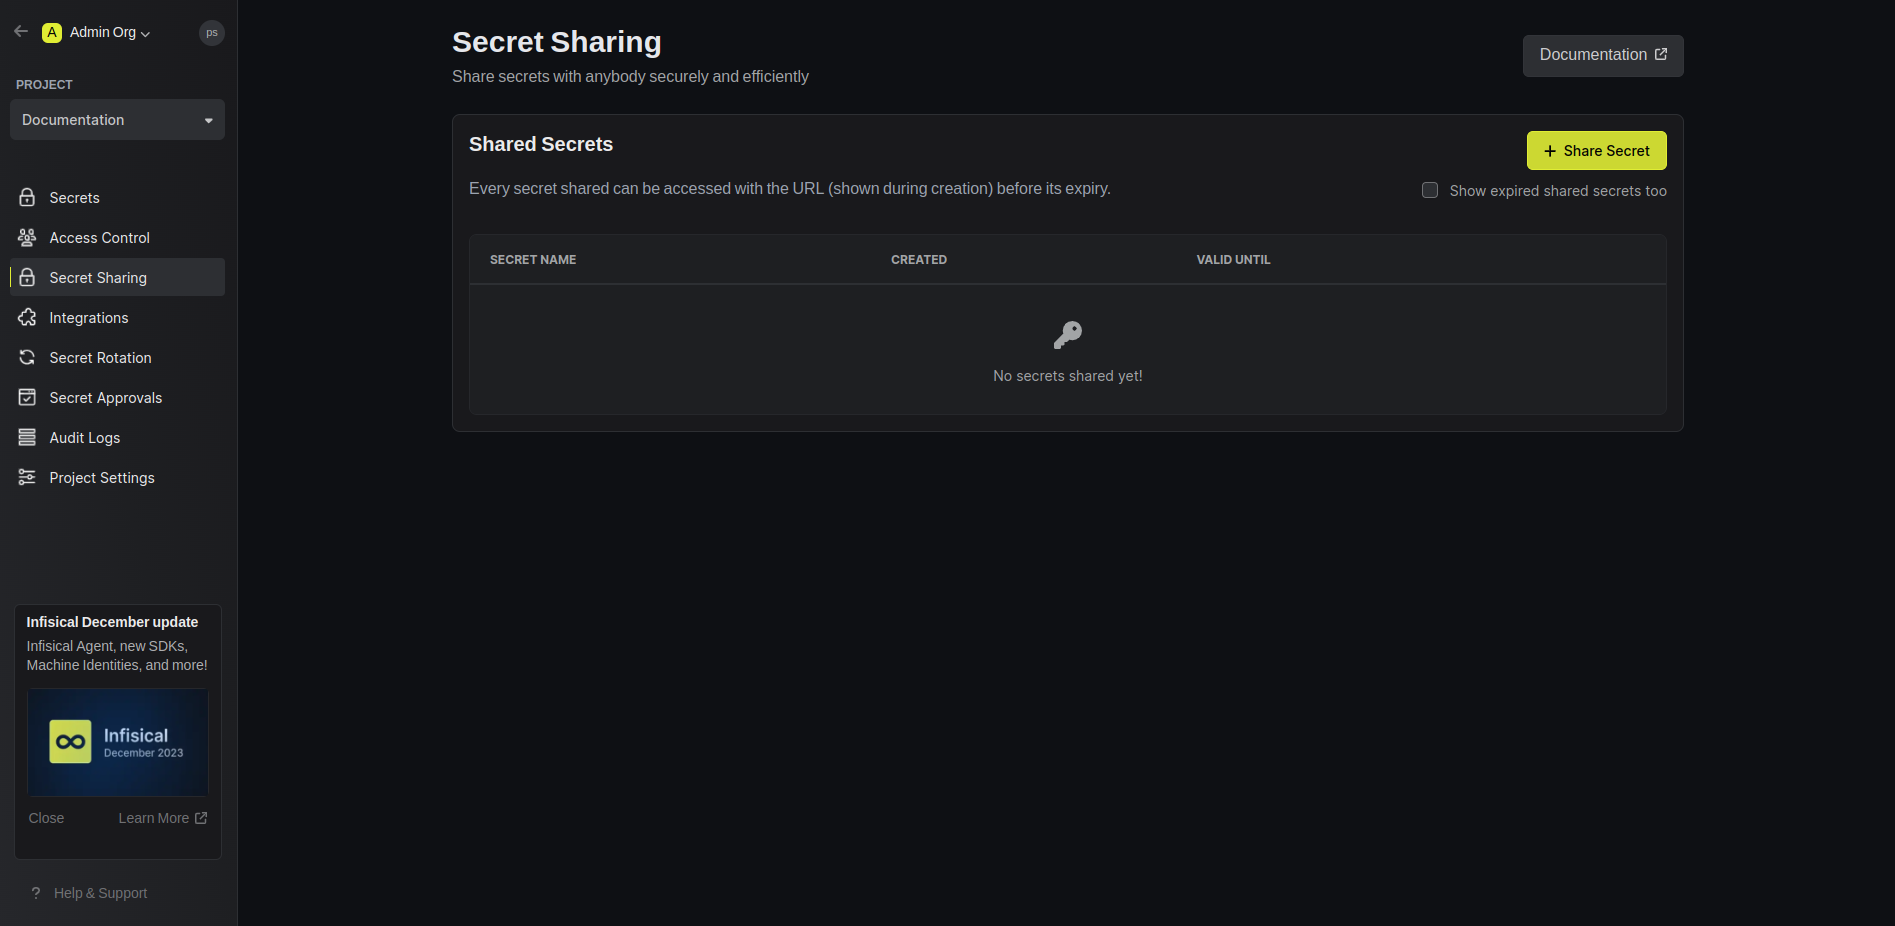 A Admin Org
ps
PROJECT
Documentation
Secrets
Access Control
Secret Sharing
Integrations
Secret Rotation
Secret Approvals
Audit Logs
Project Settings
Infisical December update
Infisical Agent, new SDKs,
Machine Identities, and more!
Infisical
December 2023
Close
Learn More
? Help & Support
Secret Sharing
Share secrets with anybody securely and efficiently
Documentation
Shared Secrets
+ Share Secret
Every secret shared can be accessed with the URL (shown during creation) before its expiry.
Show expired shared secrets too
SECRET NAME
CREATED
VALID UNTIL
No secrets shared yet!